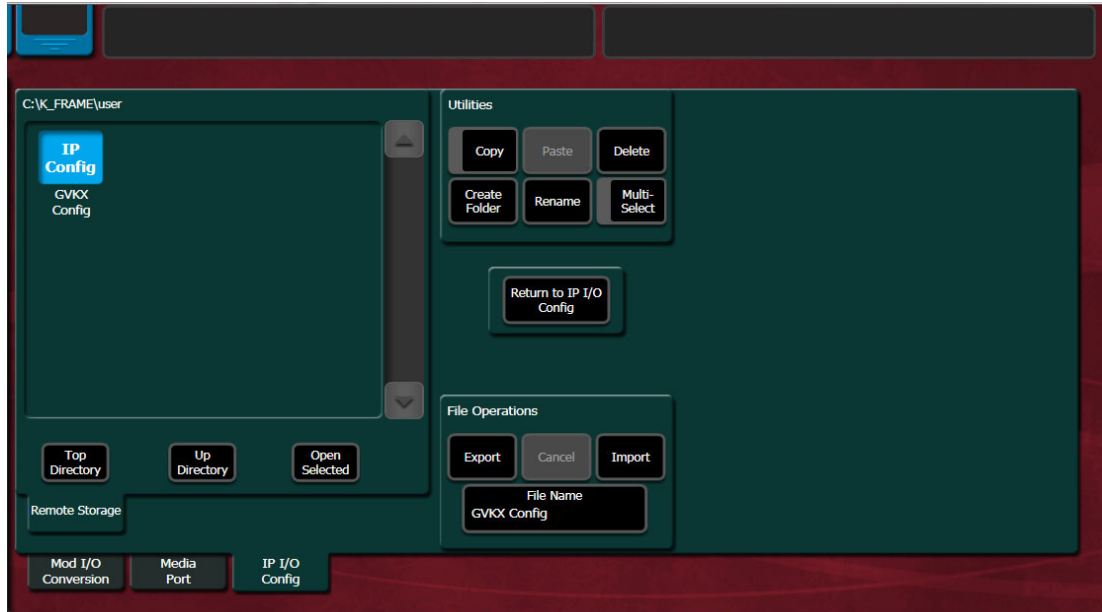 C:\K_FRAME\user
IP
Config
GVKX
Config
Top
Directory
Up
Directory
Open
Selected
Remote Storage
Utilities
Copy
Paste
Delete
Create
Folder
Rename
Multi-
Select
Return to IP I/O
Config
File Operations
Export
Cancel
Import
File Name
GVKX Config
Mod I/O
Conversion
Media
Port
IP I/O
Config